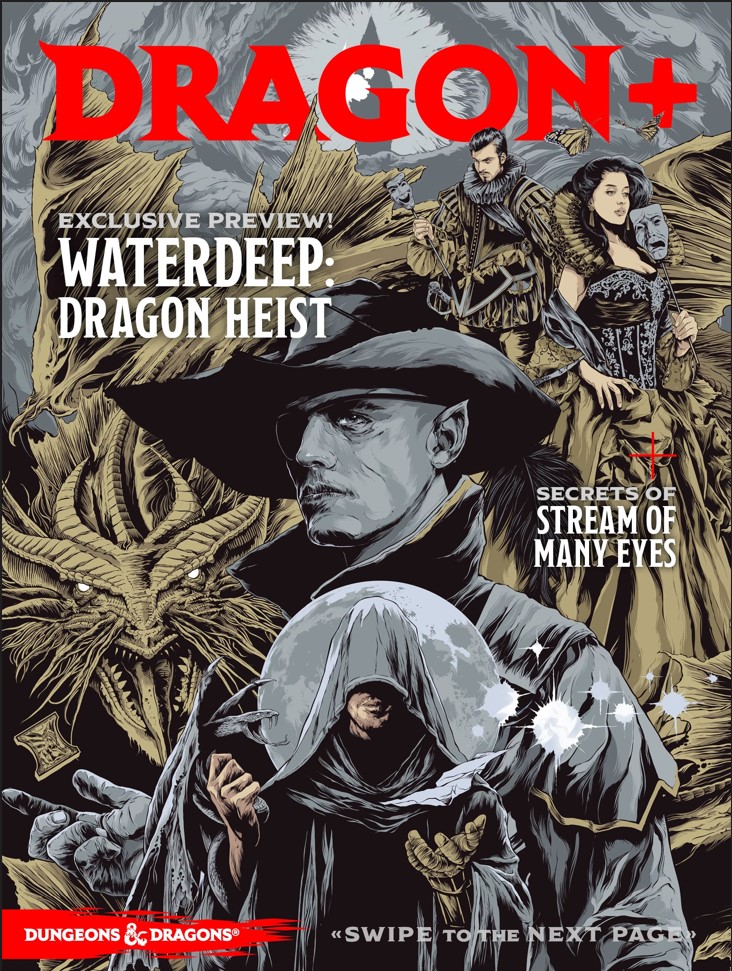 DRAGON+
EXCLUSIVE PREVIEW!
WATERDEEP:
DRAGON HEIST
SECRETS OF
STREAM OF
MANY EYES
DUNGEONS & DRAGONS®
«SWIPE TO THE NEXT PAGE»